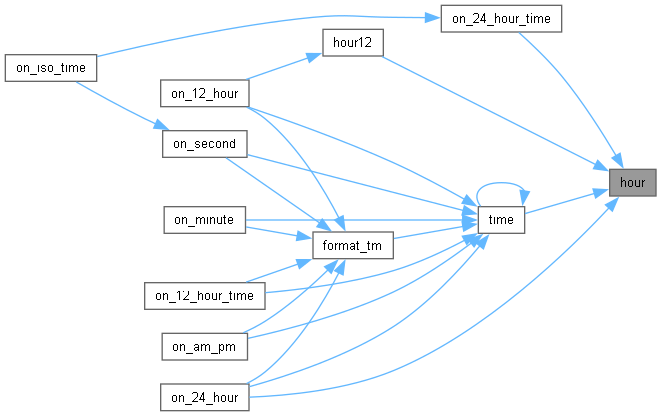 on_24_hour_time
hour12
on_iso_time
on_12_hour
on_second
hour
on_minute
time
format_tm
on_12_hour_time
on_am_pm
on_24_hour